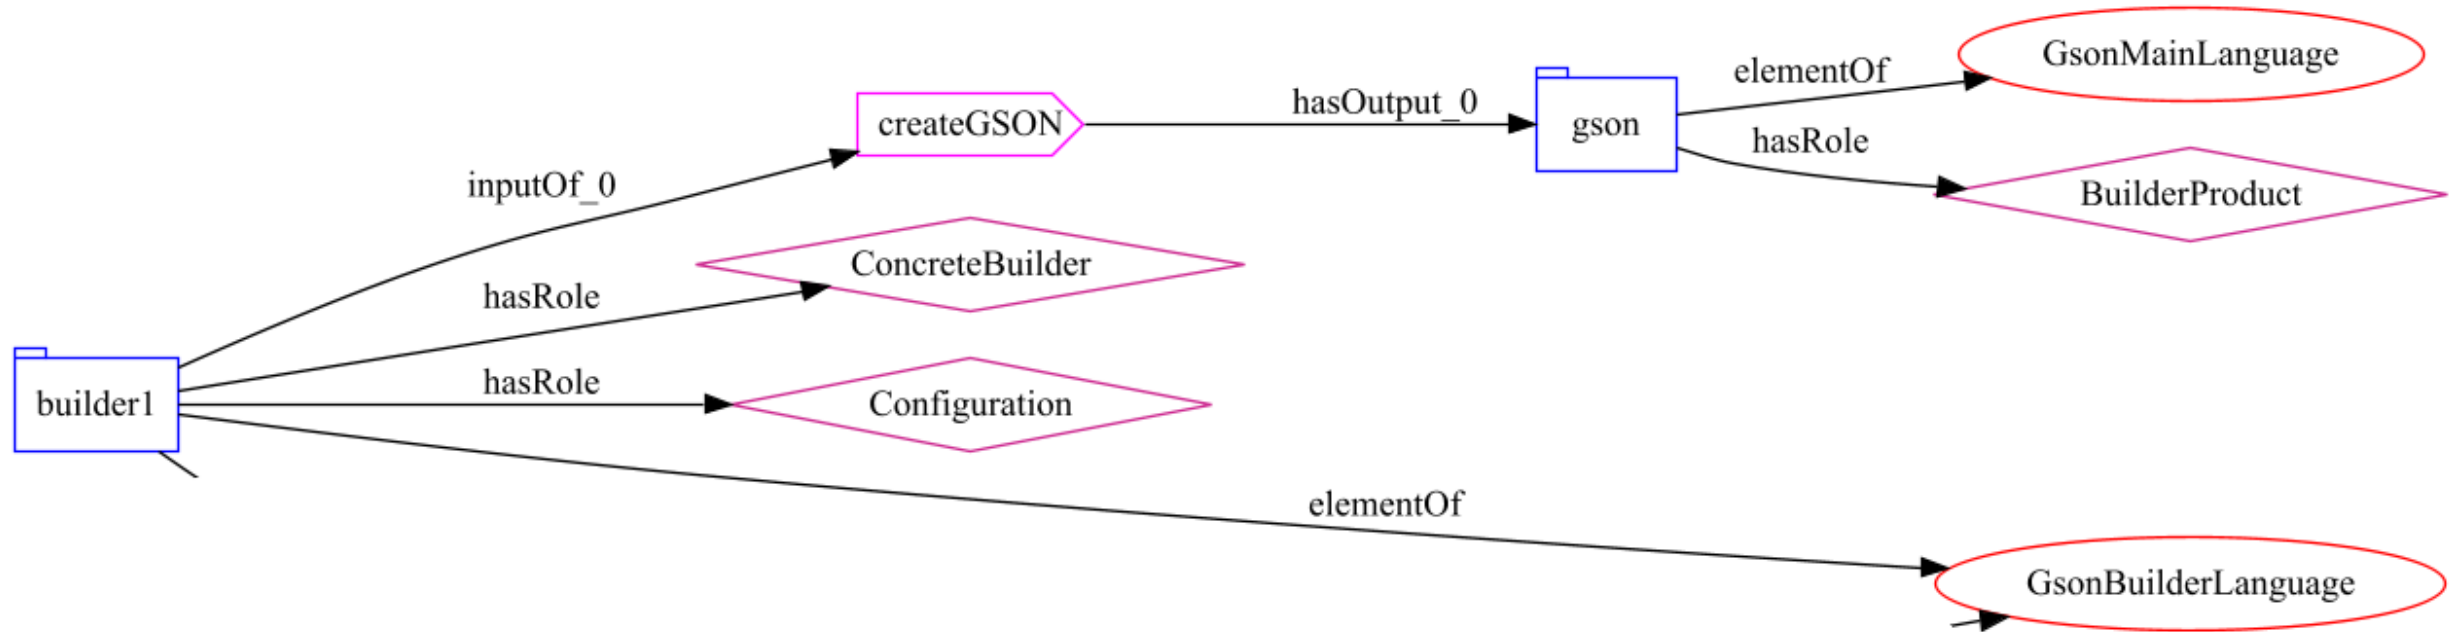 GsonMainLanguage
elementOf
hasOutput_0
createGSON
gson
hasRole
inputOf_0
BuilderProduct
ConcreteBuilder
hasRole
hasRole
builder1
Configuration
elementOf
GsonBuilderLanguage